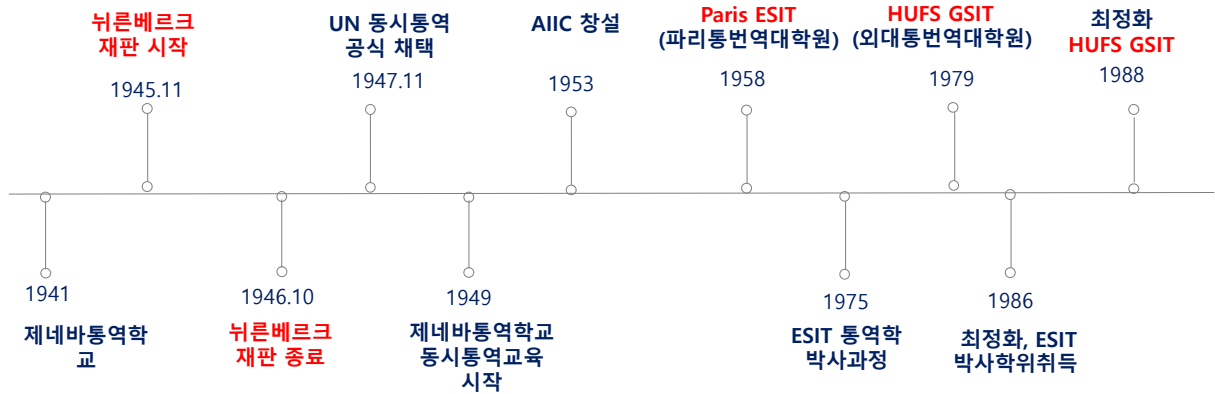 뉘른베르크
재판 시작
1945.11
UN 동시통역
공식 채택
1947.11
AIIC 창설
1953
Paris ESIT
(파리통번역대학원)
1958
HUFS GSIT
(외대통번역대학원)
1979
최정화
HUFS GSIT
1988
1941
제네바통역학
교
1946.10
뉘른베르크
재판 종료
1949
제네바통역학교
동시통역교육
시작
1975
ESIT 통역학
박사과정
1986
최정화, ESIT
박사학위취득